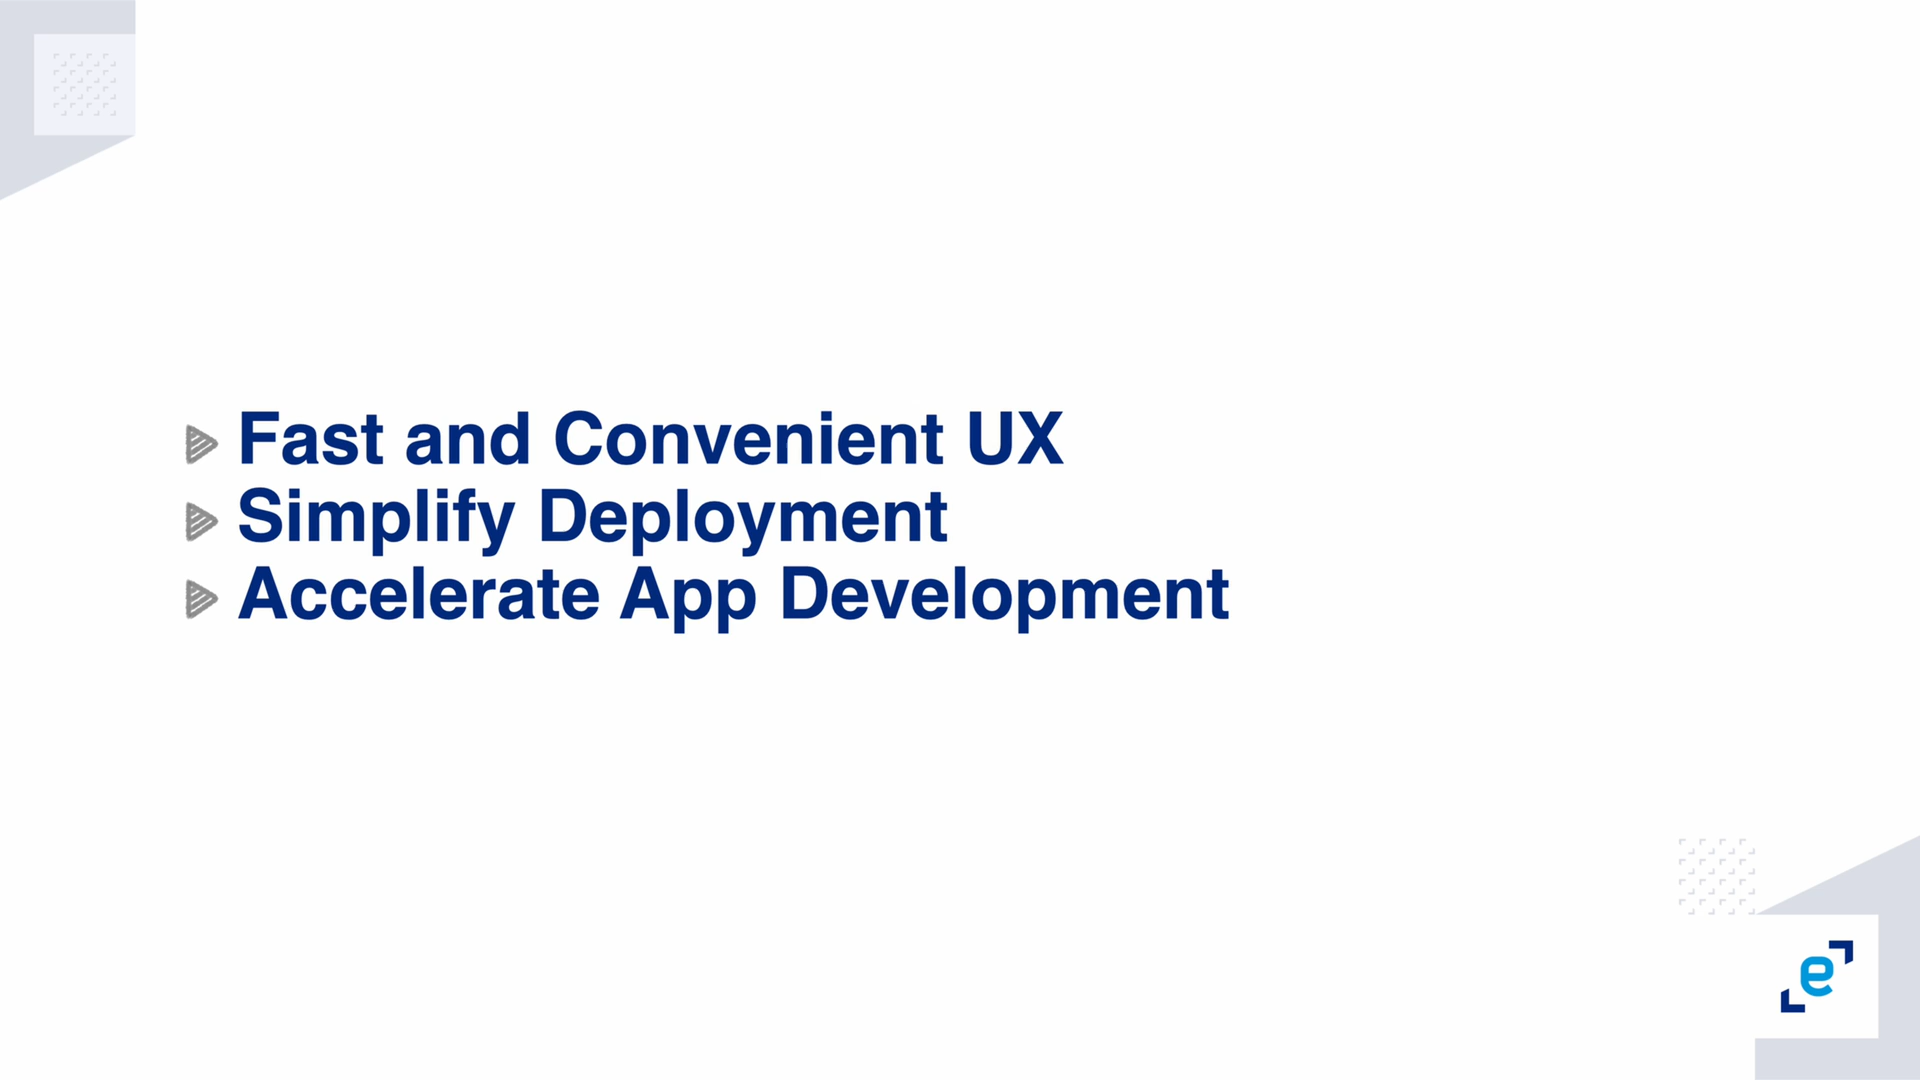 Fast and Convenient UX
Simplify Deployment
Accelerate App Development
e